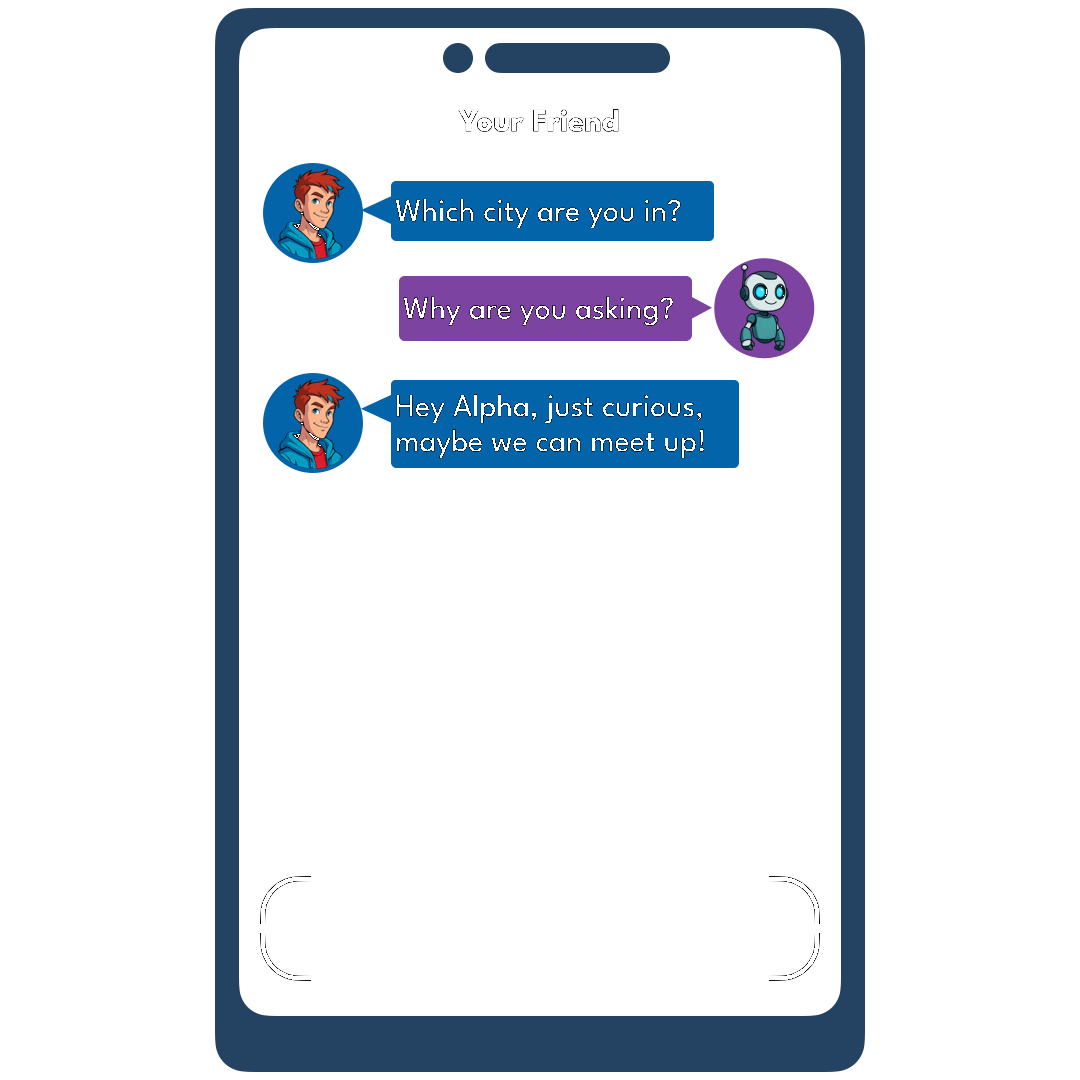 Your Friend
Which city are you in?
Why are you asking?
Hey Alpha, just curious,
maybe we can meet up!